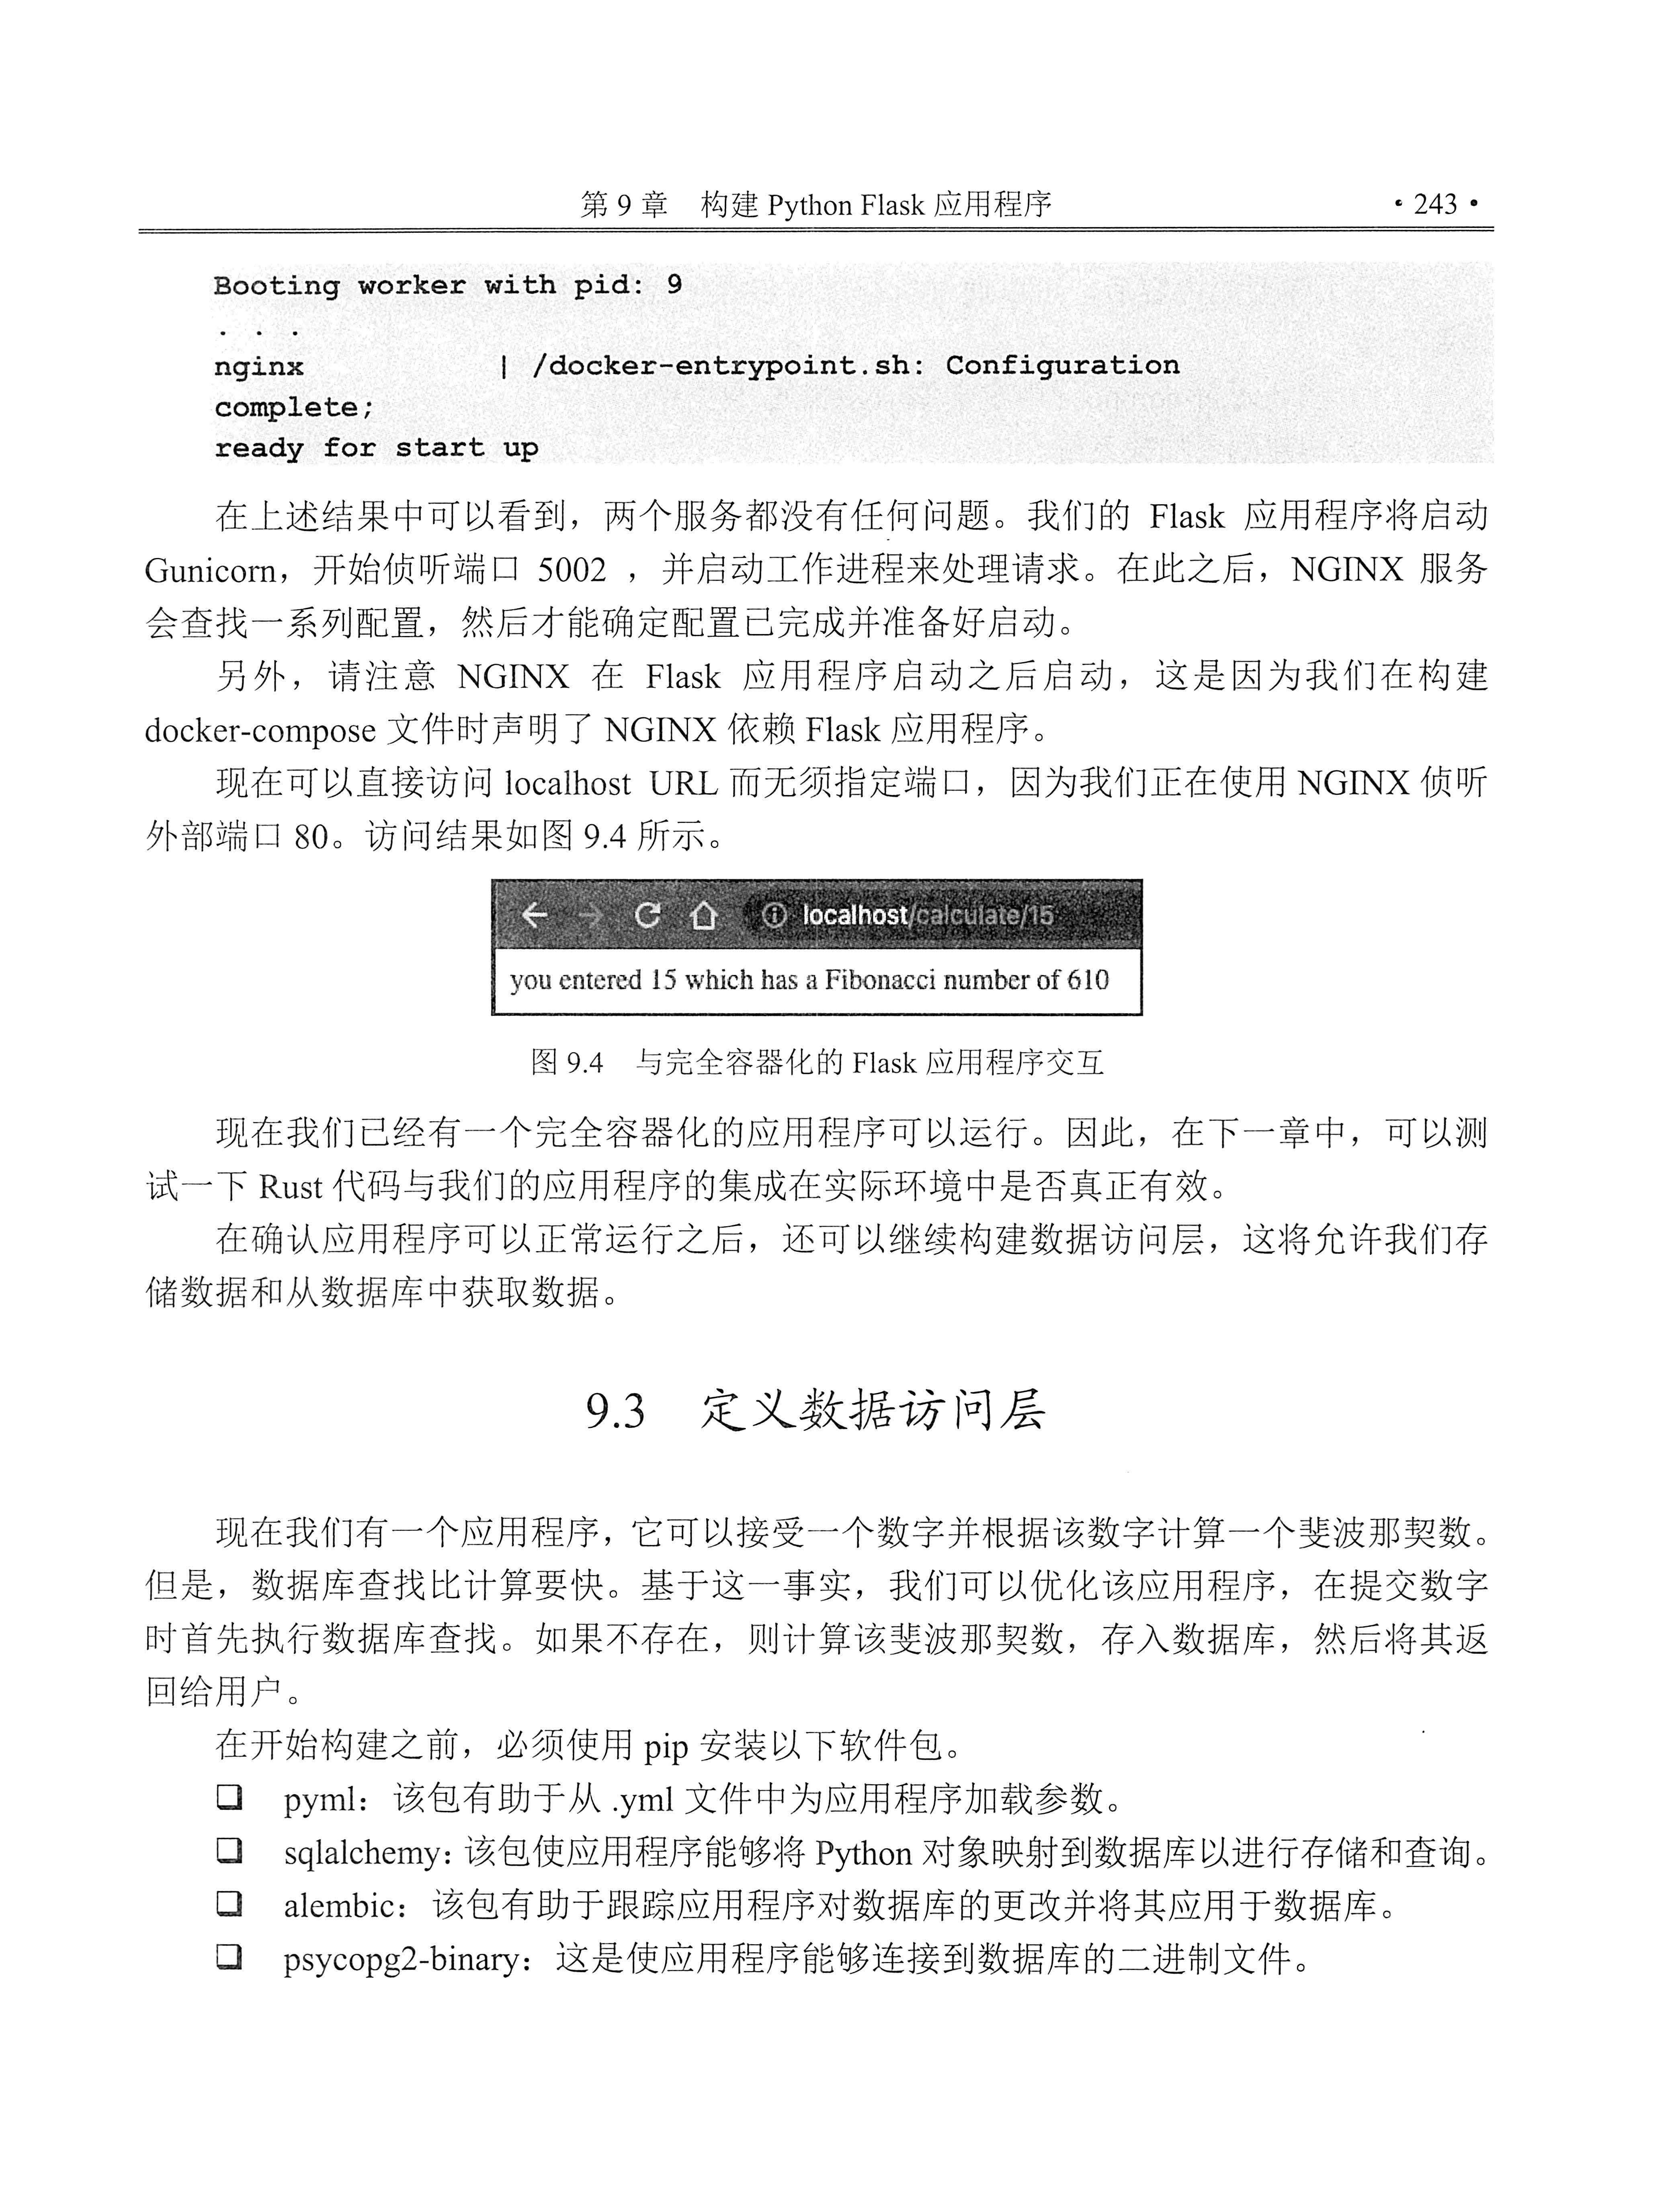 第 9 章 构建 Python Flask 应用程序 • 243 •
Booting worker with pid: 9
. . .
nginx | /docker-entrypoint.sh: Configuration
complete;
ready for start up
在上述结果中可以看到，两个服务都没有任何问题。我们的 Flask 应用程序将启动
Gunicorn，开始侦听端口 5002 ，并启动工作进程来处理请求。在此之后，NGINX 服务
会查找一系列配置，然后才能确定配置已完成并准备好启动。
另外，请注意 NGINX 在 Flask 应用程序启动之后启动，这是因为我们在构建
docker-compose 文件时声明了 NGINX 依赖 Flask 应用程序。
现在可以直接访问 localhost URL 而无须指定端口，因为我们正在使用 NGINX 侦听
外部端口 80。访问结果如图 9.4 所示。
localhost/calculate/15
you entered 15 which has a Fibonacci number of 610
图 9.4 与完全容器化的 Flask 应用程序交互
现在我们已经有一个完全容器化的应用程序可以运行。因此，在下一章中，可以测
试一下 Rust 代码与我们的应用程序的集成在实际环境中是否真正有效。
在确认应用程序可以正常运行之后，还可以继续构建数据访问层，这将允许我们存
储数据和从数据库中获取数据。
9.3 定义数据访问层
现在我们有一个应用程序，它可以接受一个数字并根据该数字计算一个斐波那契数。
但是，数据库查找比计算要快。基于这一事实，我们可以优化该应用程序，在提交数字
时首先执行数据库查找。如果不存在，则计算该斐波那契数，存入数据库，然后将其返
回给用户。
在开始构建之前，必须使用 pip 安装以下软件包。
❑ pyml：该包有助于从 .yml 文件中为应用程序加载参数。
❑ sqlalchemy：该包使应用程序能够将 Python 对象映射到数据库以进行存储和查询。
❑ alembic：该包有助于跟踪应用程序对数据库的更改并将其应用于数据库。
❑ psycopg2-binary：这是使应用程序能够连接到数据库的二进制文件。